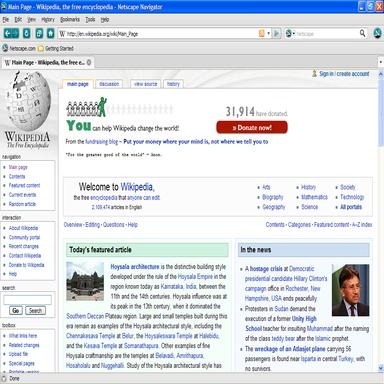 Main Page - Wikipedia, the free encyclopedia - Netscape Navigator
File Edit View History Bookmarks Tools Help
http://en.wikipedia.org/wiki/Main_Page
Netscape
Netscape.com Getting Started
Main Page - Wikipedia, the free e...
Sign in / create account
main page discussion view source history
31,914 have donated.
You can help Wikipedia change the world!
» Donate now!
From the fundraising blog – Put your money where your mind is, not where we tell you to
"For the greater good of the world" — Anon.
WIKIPEDIA
The Free Encyclopedia
navigation
Main page
Contents
Featured content
Current events
Random article
interaction
About Wikipedia
Community portal
Recent changes
Contact Wikipedia
Donate to Wikipedia
Help
search
Go Search
toolbox
What links here
Related changes
Upload file
Special pages
Printable version
Welcome to Wikipedia,
the free encyclopedia that anyone can edit.
2,109,474 articles in English
Arts
Biography
Geography
History
Mathematics
Science
Society
Technology
All portals
Overview · Editing · Questions · Help
Contents · Categories · Featured content · A–Z index
Today's featured article
Hoysala architecture is the distinctive building style
developed under the rule of the Hoysala Empire in the
region known today as Karnataka, India, between the
11th and the 14th centuries. Hoysala influence was at
its peak in the 13th century, when it dominated the
Southern Deccan Plateau region. Large and small temples built during this
era remain as examples of the Hoysala architectural style, including the
Chennakesava Temple at Belur, the Hoysaleswara Temple at Halebidu,
and the Kesava Temple at Somanathapura. Other examples of fine
Hoysala craftmanship are the temples at Belavadi, Amrithapura,
Hosaholalu and Nuggehalli. Study of the Hoysala architectural style has
In the news
A hostage crisis at Democratic
presidential candidate Hillary Clinton's
campaign office in Rochester, New
Hampshire, USA ends peacefully.
Protesters in Sudan demand the
execution of a former Unity High
School teacher for insulting Muhammad after the naming of
the class teddy bear after the Islamic prophet.
The wreckage of an Atlasjet plane carrying 56
passengers is found near Isparta in central Turkey, with no
survivors.
Done